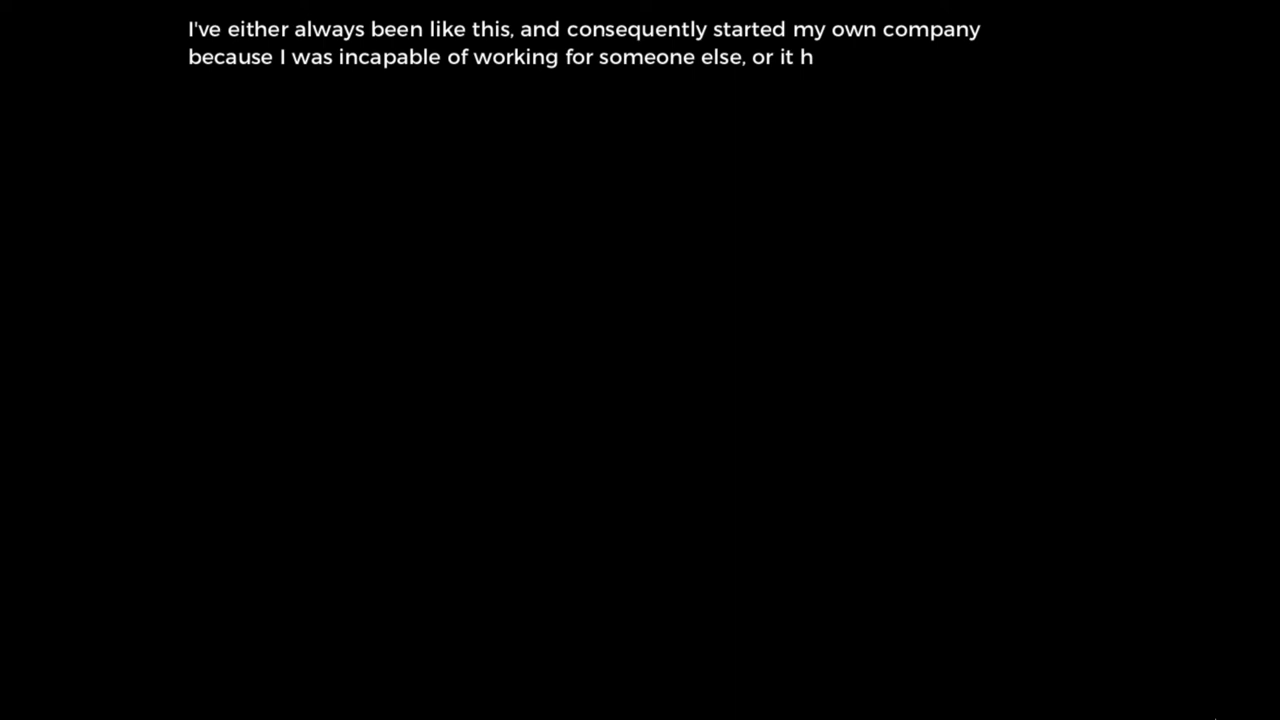 I've either always been like this, and consequently started my own company
because I was incapable of working for someone else, or it h